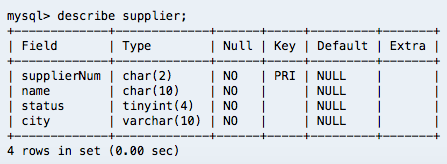 mysql> describe supplier;
+-------------+-------------+------+-----+---------+-------+
| Field       | Type        | Null | Key | Default | Extra |
+-------------+-------------+------+-----+---------+-------+
| supplierNum | char(2)     | NO   | PRI | NULL    |       |
| name        | char(10)    | NO   |     | NULL    |       |
| status      | tinyint(4)  | NO   |     | NULL    |       |
| city        | varchar(10) | NO   |     | NULL    |       |
+-------------+-------------+------+-----+---------+-------+
4 rows in set (0.00 sec)